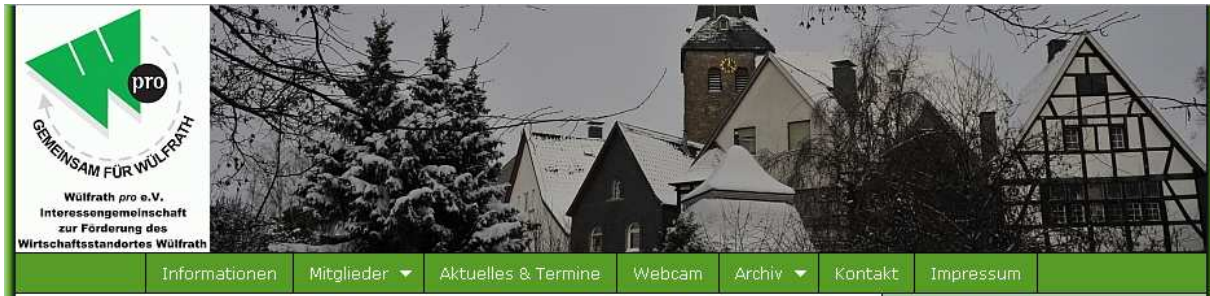 pro
GEMEINSAM FÜR WÜLFRATH
Wülfrath pro e.V.
Interessengemeinschaft
zur Förderung des
Wirtschaftsstandortes Wülfrath
Informationen Mitglieder Aktuelles & Termine Webcam Archiv Kontakt Impressum